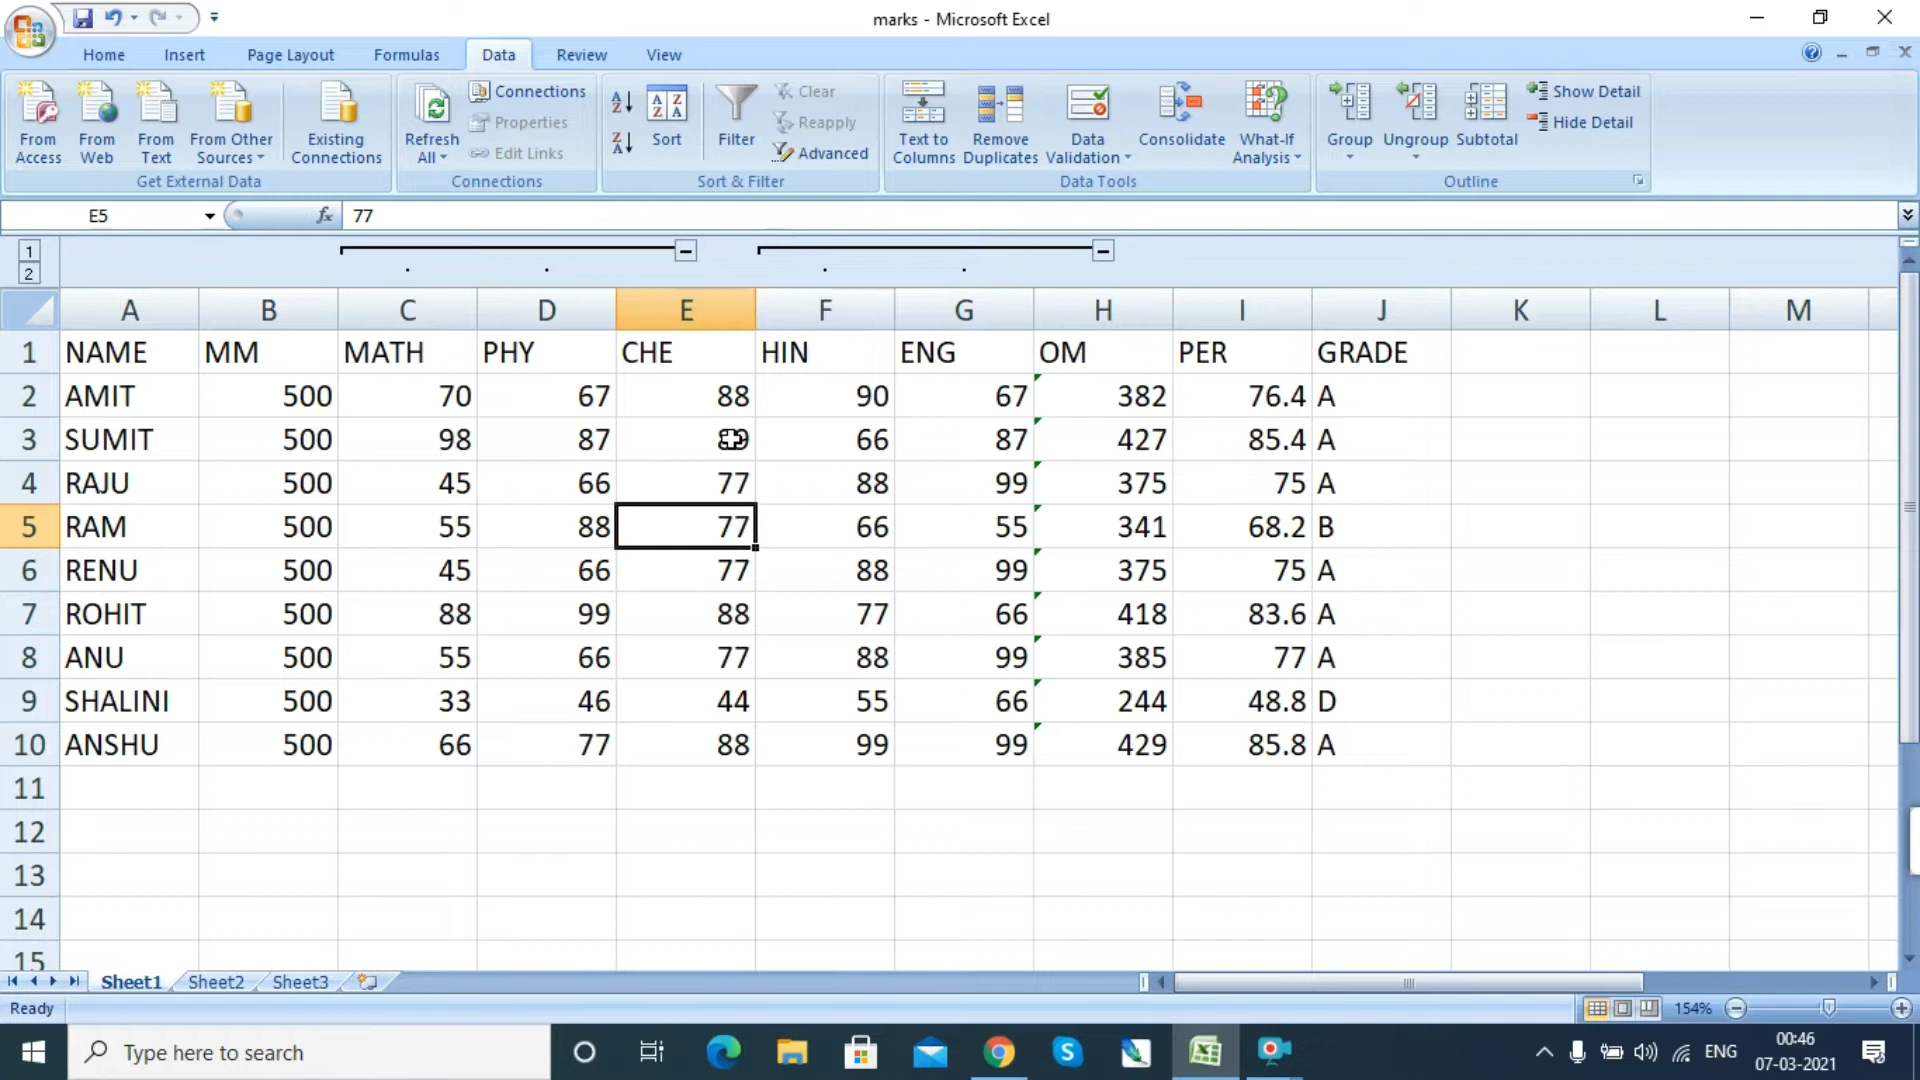 marks - Microsoft Excel
Home Insert Page Layout Formulas Data Review View
From Access
From Web
From Text
From Other Sources
Existing Connections
Get External Data
Refresh All
Connections
Properties
Edit Links
Connections
Sort
Filter
Clear
Reapply
Advanced
Sort & Filter
Text to Columns
Remove Duplicates
Data Validation
Consolidate
What-If Analysis
Data Tools
Group
Ungroup
Subtotal
Show Detail
Hide Detail
Outline
E5 fx 77
1
2
A B C D E F G H I J K L M
1 NAME MM MATH PHY CHE HIN ENG OM PER GRADE
2 AMIT 500 70 67 88 90 67 382 76.4 A
3 SUMIT 500 98 87 66 87 427 85.4 A
4 RAJU 500 45 66 77 88 99 375 75 A
5 RAM 500 55 88 77 66 55 341 68.2 B
6 RENU 500 45 66 77 88 99 375 75 A
7 ROHIT 500 88 99 88 77 66 418 83.6 A
8 ANU 500 55 66 77 88 99 385 77 A
9 SHALINI 500 33 46 44 55 66 244 48.8 D
10 ANSHU 500 66 77 88 99 99 429 85.8 A
11
12
13
14
15
Sheet1 Sheet2 Sheet3
Ready 154%
Type here to search
ENG
00:46
07-03-2021